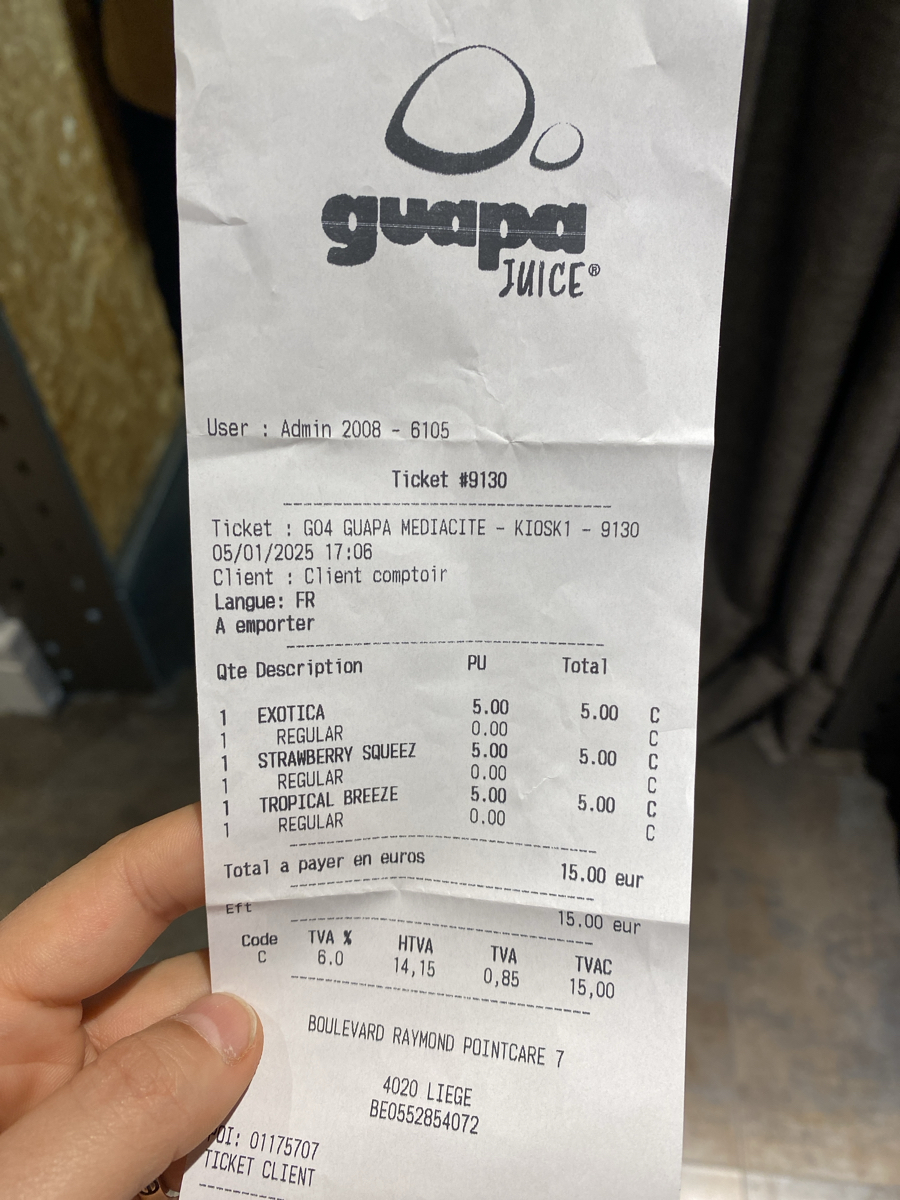 guapa
JUICE®
User : Admin 2008 - 6105
Ticket #9130
Ticket : GO4 GUAPA MEDIACITE - KIOSK1 - 9130
05/01/2025 17:06
Client : Client comptoir
Langue: FR
A emporter
Qte Description PU Total
1 EXOTICA 5.00 5.00 C
1 REGULAR 0.00 C
1 STRAWBERRY SQUEEZ 5.00 5.00 C
1 REGULAR 0.00 C
1 TROPICAL BREEZE 5.00 5.00 C
1 REGULAR 0.00 C
Total a payer en euros 15.00 eur
Eft 15.00 eur
Code TVA % HTVA TVA TVAC
C 6.0 14,15 0,85 15,00
BOULEVARD RAYMOND POINTCARE 7
4020 LIEGE
BE0552854072
POI: 01175707
TICKET CLIENT